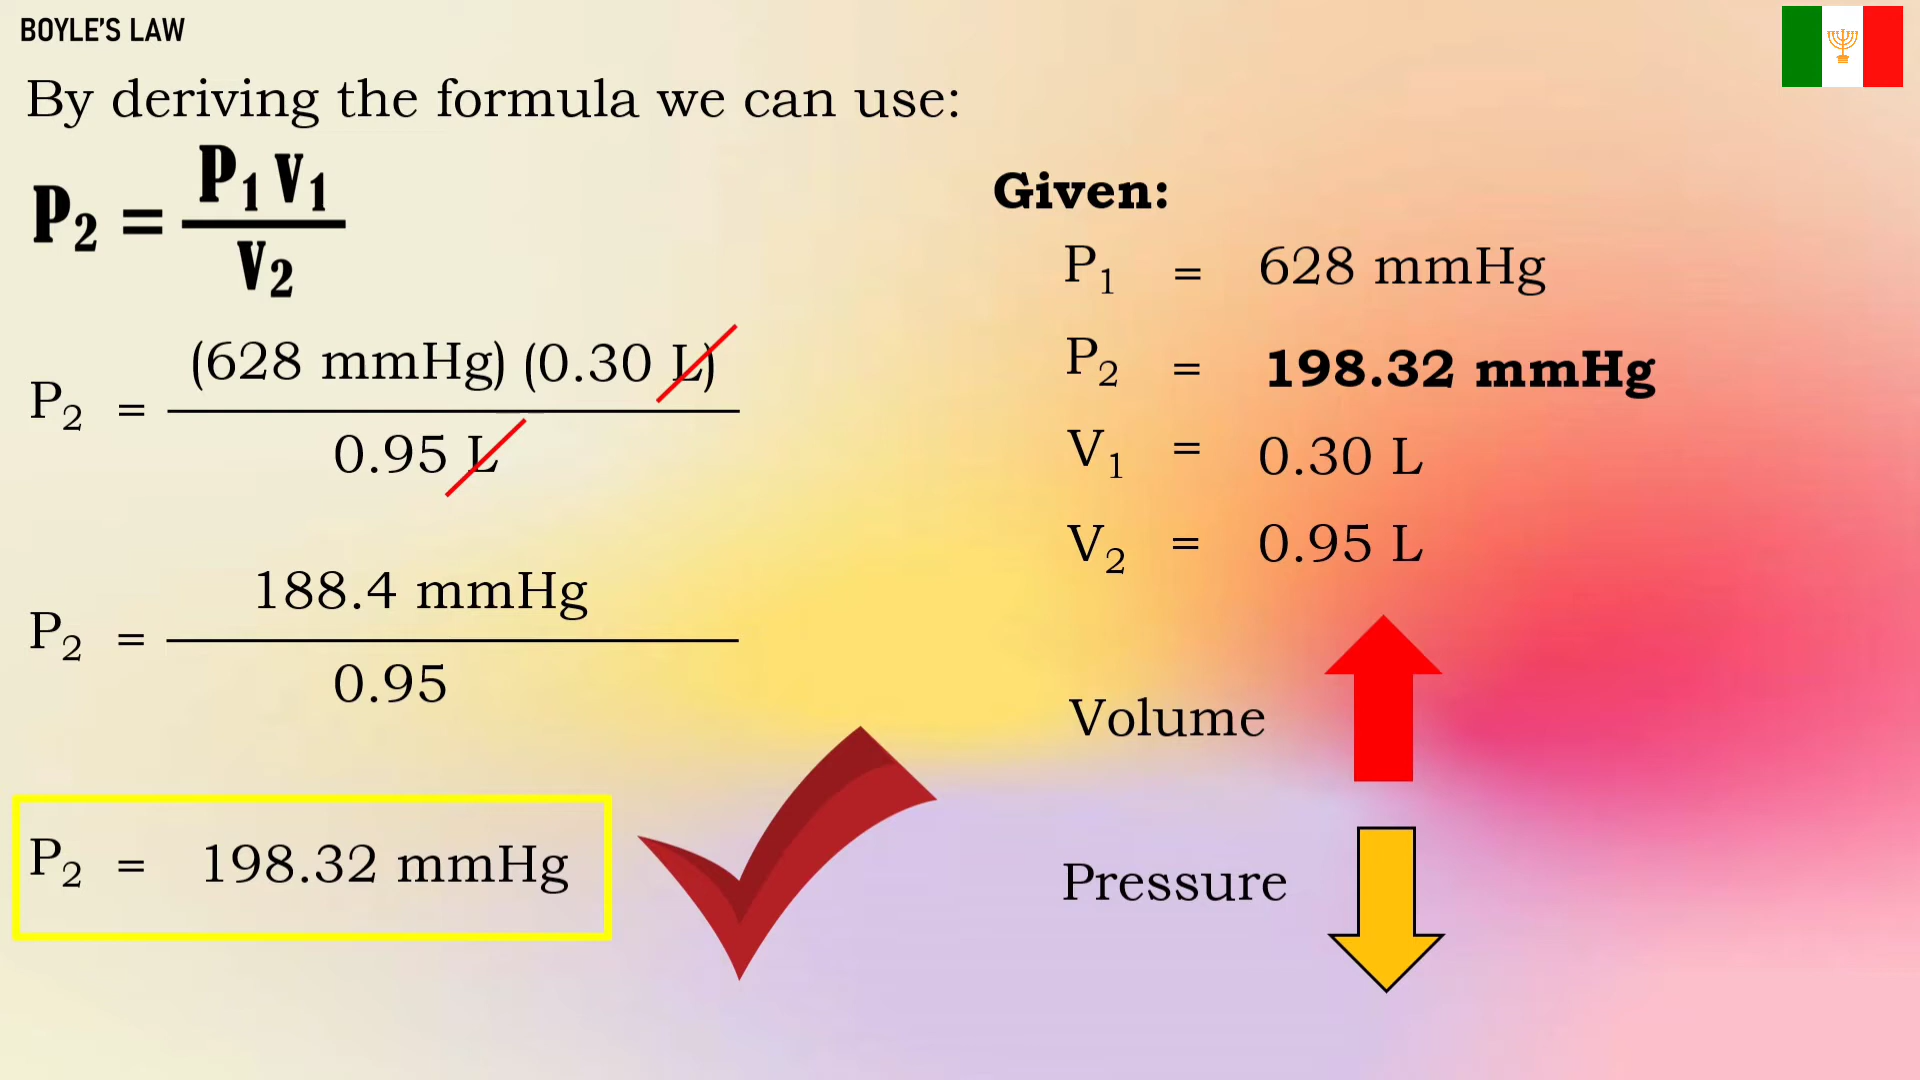 BOYLE'S LAW
By deriving the formula we can use:
P₂ = P₁ V₁
V₂
P₂ = (628 mmHg) (0.30 L)
0.95 L
P₂ = 188.4 mmHg
0.95
P₂ = 198.32 mmHg
Given:
P₁ = 628 mmHg
P₂ = 198.32 mmHg
V₁ = 0.30 L
V₂ = 0.95 L
Volume
Pressure